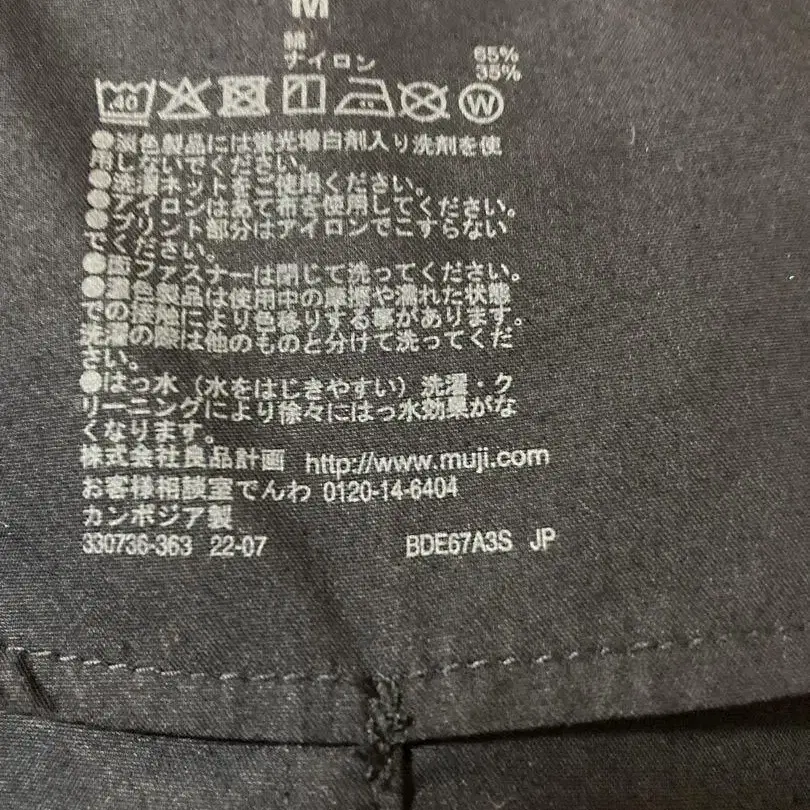 M
綿 65%
ナイロン 35%
40 W
●淡色製品には蛍光増白剤入り洗剤を使
用しないでください。
●洗濯ネットをご使用ください。
●アイロンはあて布を使用してください。
●プリント部分はアイロンでこすらない
でください。
●歯ファスナーは閉じて洗ってください。
●濃色製品は使用中の摩擦や濡れた状態
での接触により色移りする事があります。
洗濯の際は他のものと分けて洗ってくだ
さい。
●はっ水（水をはじきやすい）洗濯・ク
リーニングにより徐々にはっ水効果がな
くなります。
株式会社良品計画 http://www.muji.com
お客様相談室でんわ 0120-14-6404
カンボジア製
330736-363 22-07 BDE67A3S JP